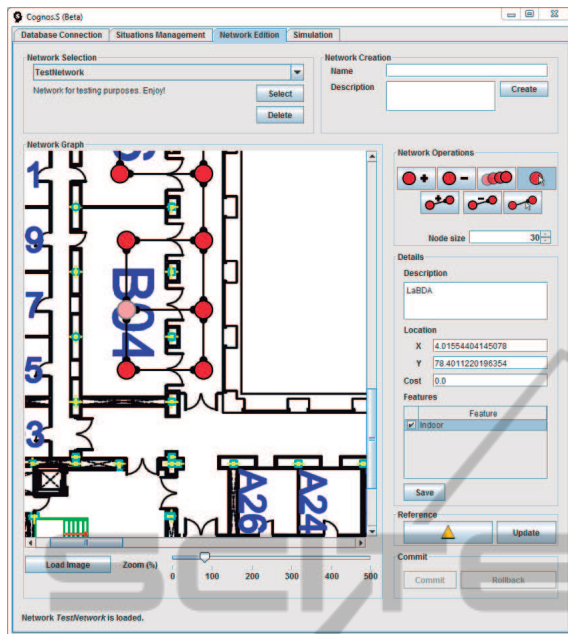 Cognos.S (Beta)
Database Connection Situations Management Network Edition Simulation
Network Selection
TestNetwork
Network for testing purposes. Enjoy!
Select
Delete
Network Creation
Name
Description
Create
Network Graph
1
9
7
5
3
B04
A26
A24
Load Image
Zoom (%)
0 100 200 300 400 500
Network Operations
Node size 30
Details
Description
LaBDA
Location
X 4.01554404145078
Y 78.4011220196354
Cost 0.0
Features
Feature
Indoor
Save
Reference
Update
Commit
Commit Rollback
Network TestNetwork is loaded.